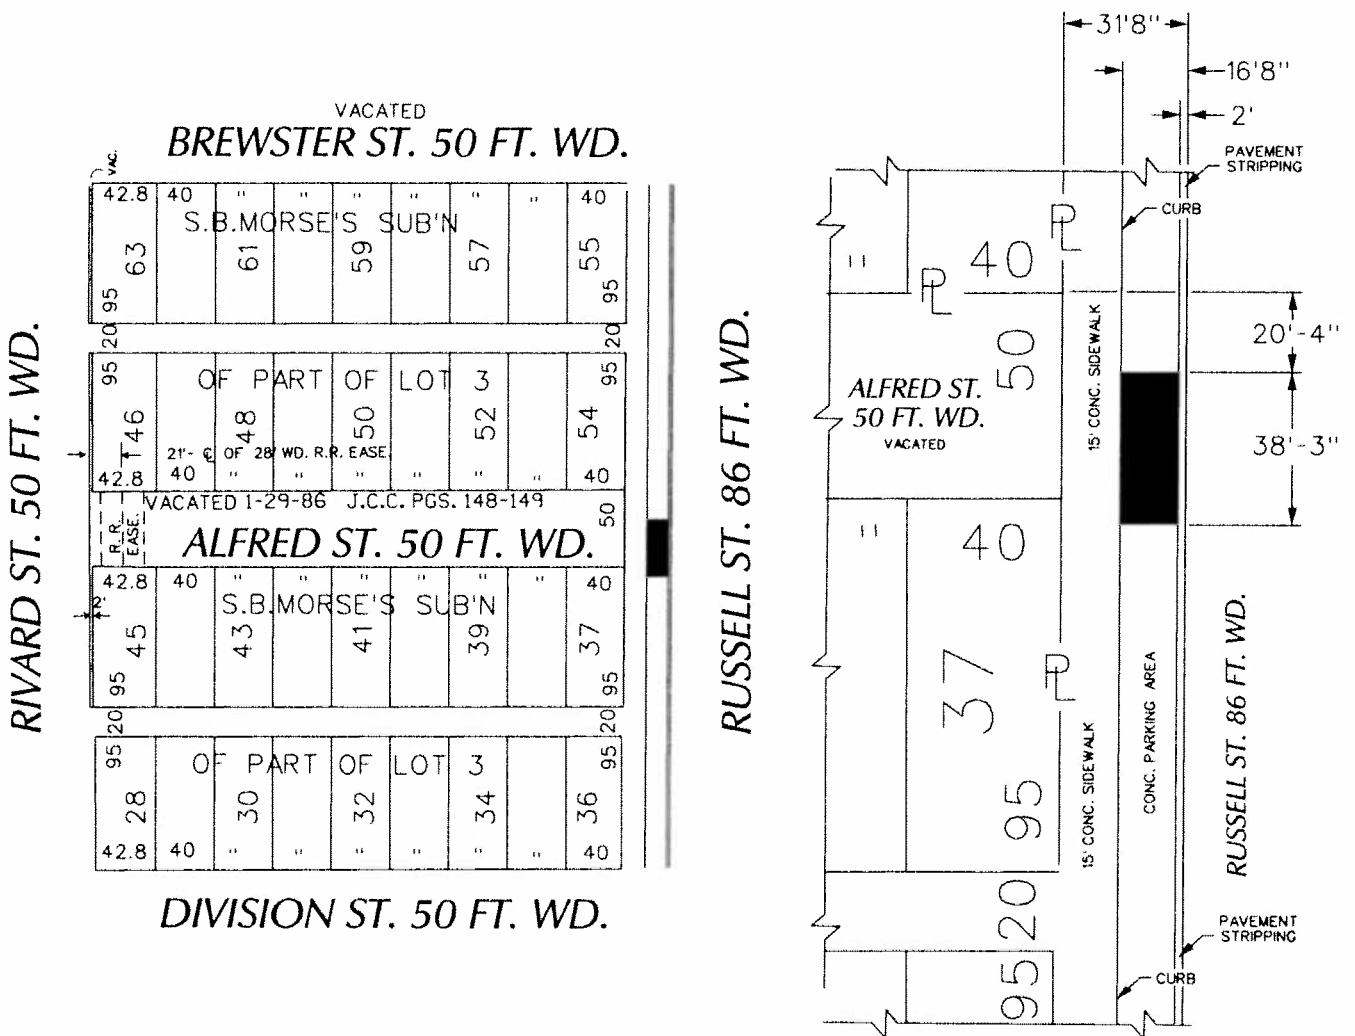 VACATED
BREWSTER ST. 50 FT. WD.
VAC.
42.8 40 " " " " " " 40
S.B.MORSE'S SUB'N
63 61 59 57 55
95 95
20 20
95 OF PART OF LOT 3 95
46 48 50 52 54
21'- ℄ OF 28' WD. R.R. EASE.
42.8 40 " " " " " " 40
VACATED 1-29-86 J.C.C. PGS. 148-149
R.R.
EASE.
ALFRED ST. 50 FT. WD.
50
42.8 40 " " " " " " 40
2'
S.B.MORSE'S SUB'N
45 43 41 39 37
95 95
20 20
95 OF PART OF LOT 3 95
28 30 32 34 36
42.8 40 " " " " " " 40
DIVISION ST. 50 FT. WD.
RIVARD ST. 50 FT. WD.
RUSSELL ST. 86 FT. WD.
31'8"
16'8"
2'
PAVEMENT
STRIPPING
CURB
PL
" 40
PL
20'-4"
50
15' CONC. SIDEWALK
ALFRED ST.
50 FT. WD.
VACATED
38'-3"
" 40
37
PL
95
15' CONC. SIDEWALK
CONC. PARKING AREA
RUSSELL ST. 86 FT. WD.
20
95
PAVEMENT
STRIPPING
CURB